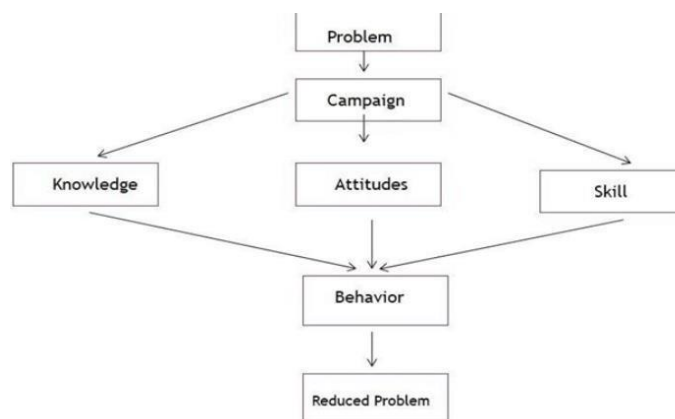 Problem
Campaign
Knowledge
Attitudes
Skill
Behavior
Reduced Problem